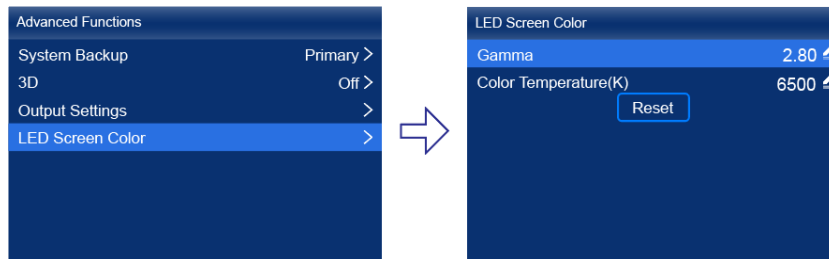 Advanced Functions
System Backup Primary >
3D Off >
Output Settings >
LED Screen Color >
LED Screen Color
Gamma 2.80
Color Temperature(K) 6500
Reset